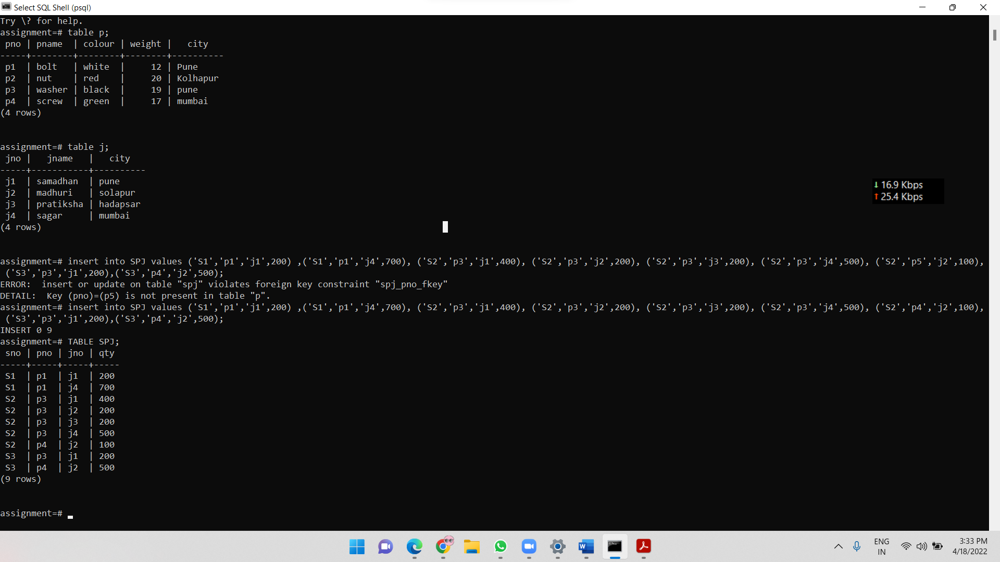 Select SQL Shell (psql)
Try \? for help.
assignment=# table p;
 pno | pname  | colour | weight |   city
-----+--------+--------+--------+----------
 p1  | bolt   | white  |     12 | Pune
 p2  | nut    | red    |     20 | Kolhapur
 p3  | washer | black  |     19 | pune
 p4  | screw  | green  |     17 | mumbai
(4 rows)
assignment=# table j;
 jno |   jname   |   city
-----+-----------+----------
 j1  | samadhan  | pune
 j2  | madhuri   | solapur
 j3  | pratiksha | hadapsar
 j4  | sagar     | mumbai
(4 rows)
↓ 16.9 Kbps
↑ 25.4 Kbps
assignment=# insert into SPJ values ('S1','p1','j1',200) ,('S1','p1','j4',700), ('S2','p3','j1',400), ('S2','p3','j2',200), ('S2','p3','j3',200), ('S2','p3','j4',500), ('S2','p5','j2',100),
 ('S3','p3','j1',200),('S3','p4','j2',500);
ERROR:  insert or update on table "spj" violates foreign key constraint "spj_pno_fkey"
DETAIL:  Key (pno)=(p5) is not present in table "p".
assignment=# insert into SPJ values ('S1','p1','j1',200) ,('S1','p1','j4',700), ('S2','p3','j1',400), ('S2','p3','j2',200), ('S2','p3','j3',200), ('S2','p3','j4',500), ('S2','p4','j2',100),
 ('S3','p3','j1',200),('S3','p4','j2',500);
INSERT 0 9
assignment=# TABLE SPJ;
 sno | pno | jno | qty
-----+-----+-----+-----
 S1  | p1  | j1  | 200
 S1  | p1  | j4  | 700
 S2  | p3  | j1  | 400
 S2  | p3  | j2  | 200
 S2  | p3  | j3  | 200
 S2  | p3  | j4  | 500
 S2  | p4  | j2  | 100
 S3  | p3  | j1  | 200
 S3  | p4  | j2  | 500
(9 rows)
assignment=#
W
ENG
IN
3:33 PM
4/18/2022